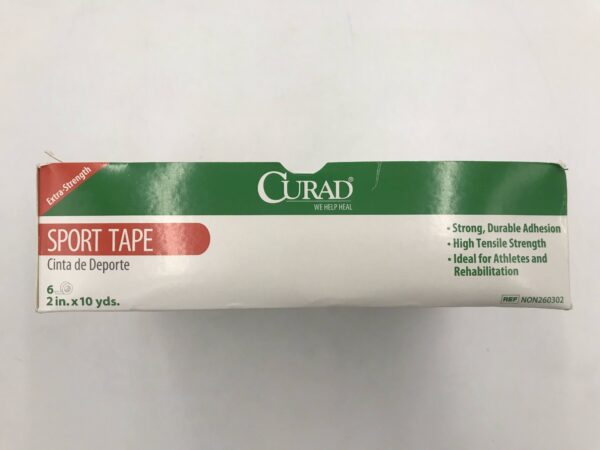 Extra-Strength
CURAD®
WE HELP HEAL
SPORT TAPE
Cinta de Deporte
6
2 in. x 10 yds.
• Strong, Durable Adhesion
• High Tensile Strength
• Ideal for Athletes and
Rehabilitation
REF NON260302